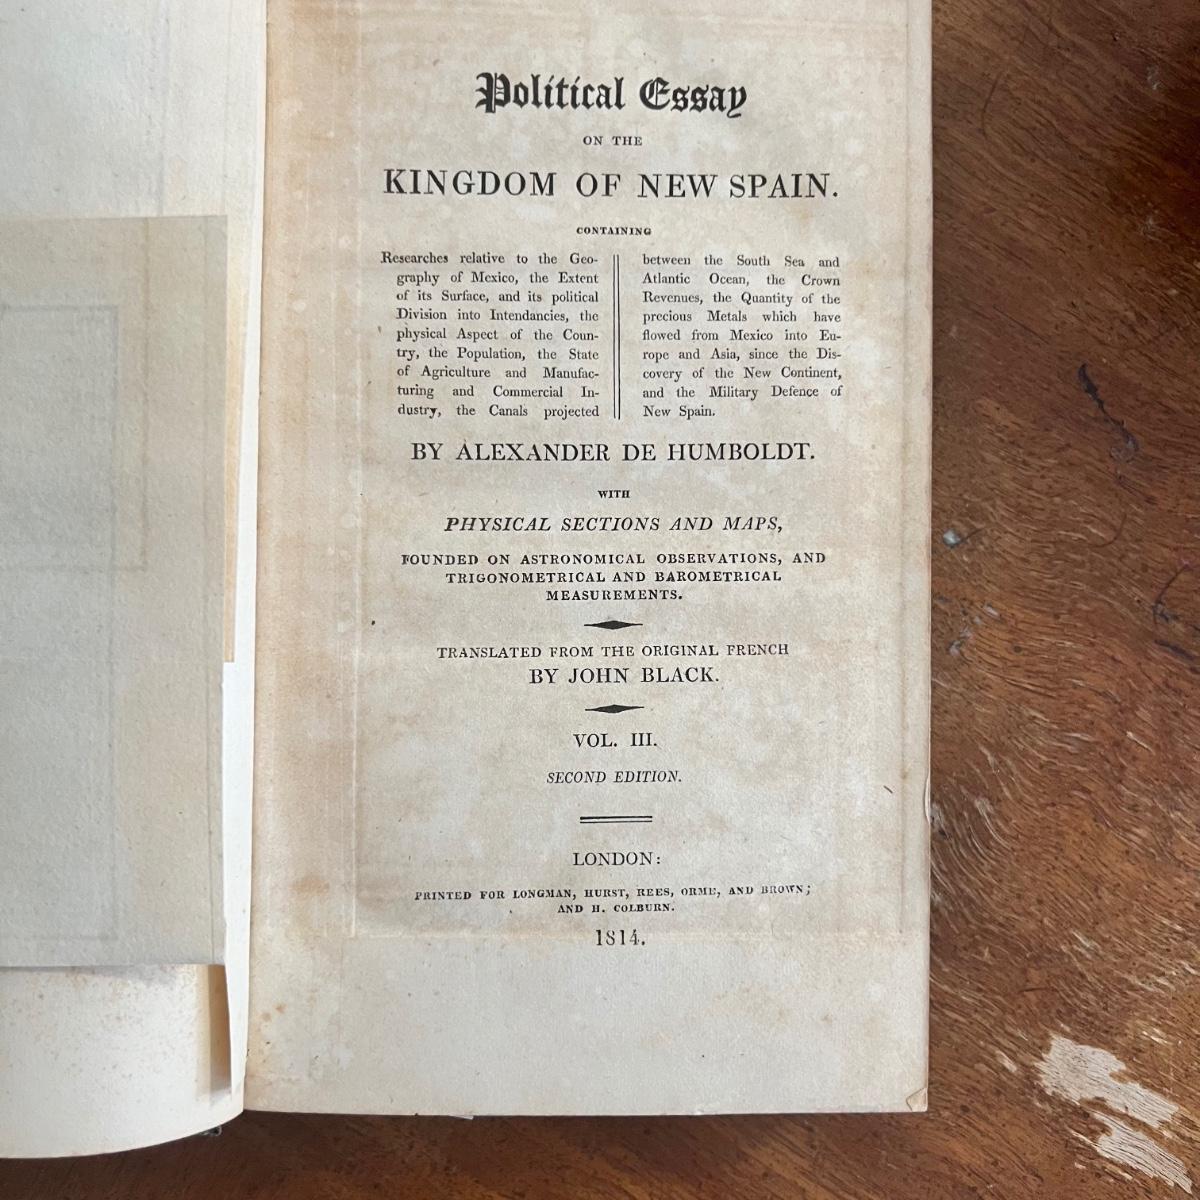 Political Essay
ON THE
KINGDOM OF NEW SPAIN.
CONTAINING
Researches relative to the Geo-
graphy of Mexico, the Extent
of its Surface, and its political
Division into Intendancies, the
physical Aspect of the Coun-
try, the Population, the State
of Agriculture and Manufac-
turing and Commercial In-
dustry, the Canals projected
between the South Sea and
Atlantic Ocean, the Crown
Revenues, the Quantity of the
precious Metals which have
flowed from Mexico into Eu-
rope and Asia, since the Dis-
covery of the New Continent,
and the Military Defence of
New Spain.
BY ALEXANDER DE HUMBOLDT.
WITH
PHYSICAL SECTIONS AND MAPS,
FOUNDED ON ASTRONOMICAL OBSERVATIONS, AND
TRIGONOMETRICAL AND BAROMETRICAL
MEASUREMENTS.
TRANSLATED FROM THE ORIGINAL FRENCH
BY JOHN BLACK.
VOL. III.
SECOND EDITION.
LONDON:
PRINTED FOR LONGMAN, HURST, REES, ORME, AND BROWN;
AND H. COLBURN.
1814.